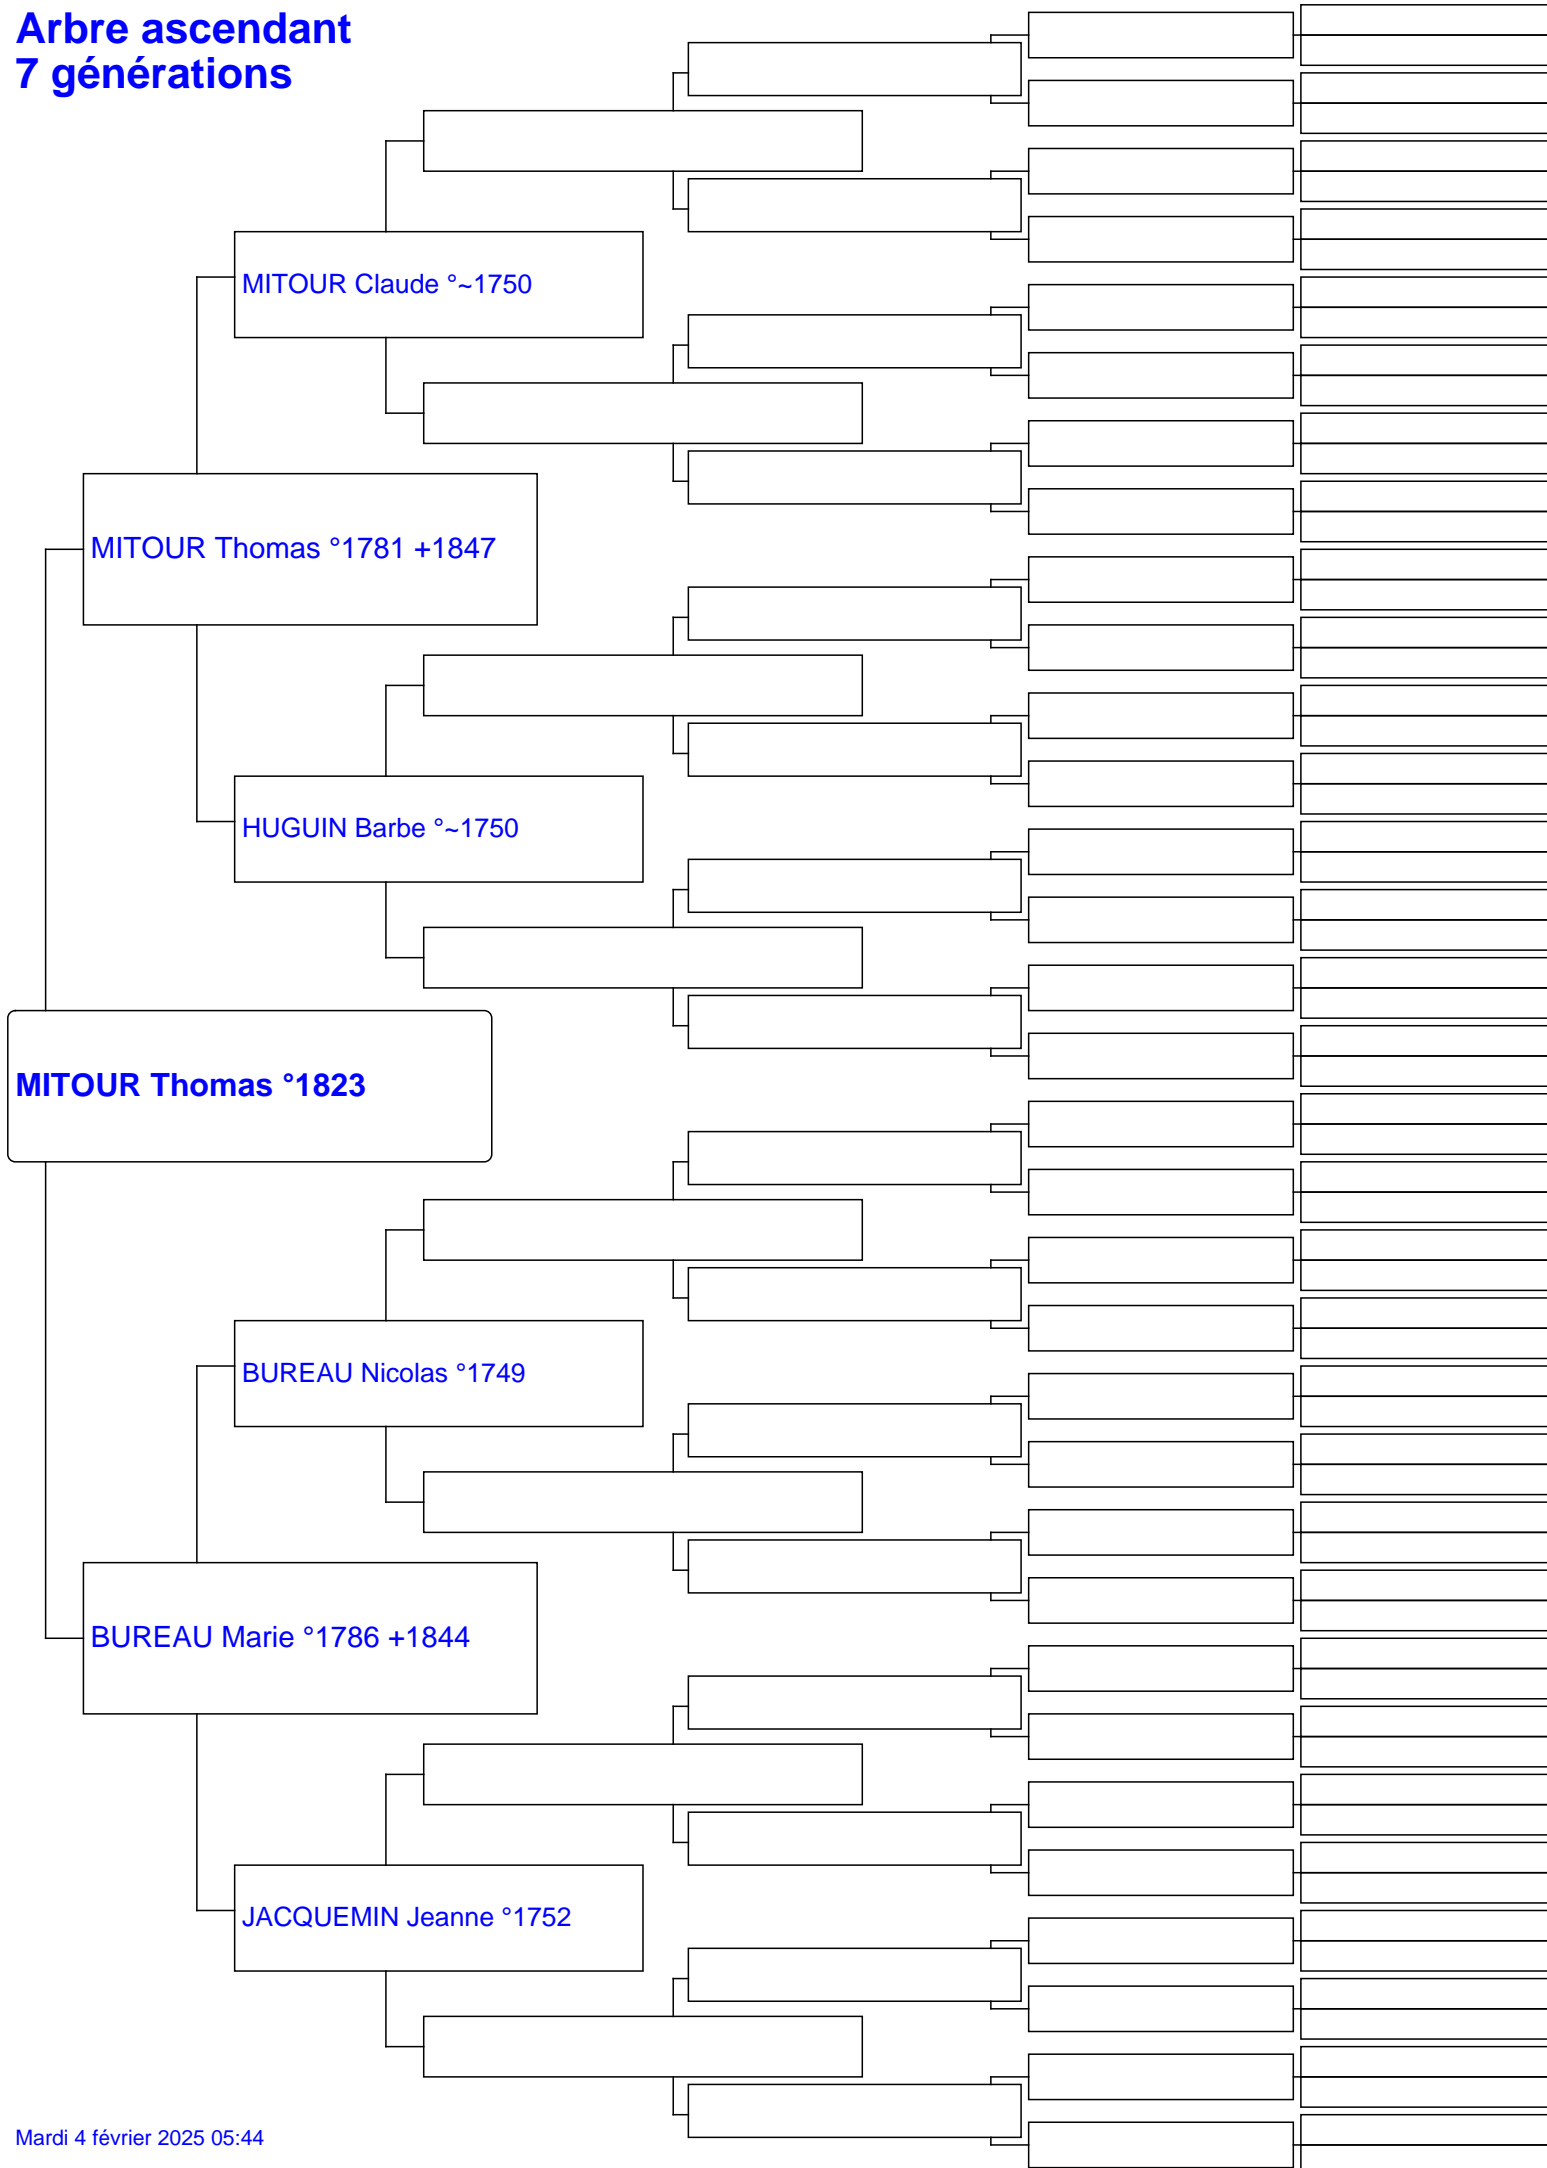 Arbre ascendant
7 générations
MITOUR Claude °~1750
MITOUR Thomas °1781 +1847
HUGUIN Barbe °~1750
MITOUR Thomas °1823
BUREAU Nicolas °1749
BUREAU Marie °1786 +1844
JACQUEMIN Jeanne °1752
Mardi 4 février 2025 05:44